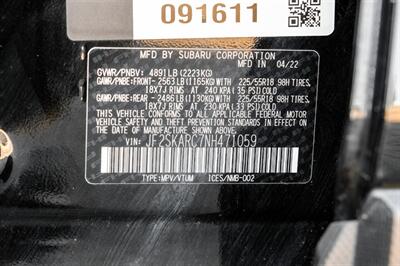 091611
MFD BY SUBARU CORPORATION
MFD IN 04/22
GVWR/PNBV: 4891LB(2223KG)
GAWR/PNBE-FRONT: 2563LB(1165KG)WITH 225/55R18 98H TIRES,
18X7J RIMS AT 240 KPA(35 PSI)COLD
GAWR/PNBE-REAR: 2486LB(1130KG)WITH 225/55R18 98H TIRES,
18X7J RIMS AT 230 KPA(33 PSI)COLD
THIS VEHICLE CONFORMS TO ALL APPLICABLE FEDERAL MOTOR
VEHICLE SAFETY, BUMPER, AND THEFT PREVENTION STANDARDS
IN EFFECT ON THE DATE OF MANUFACTURE SHOWN ABOVE.
VIN: JF2SKARC7NH471059
TYPE:MPV/VTUM ICES/NMB-002